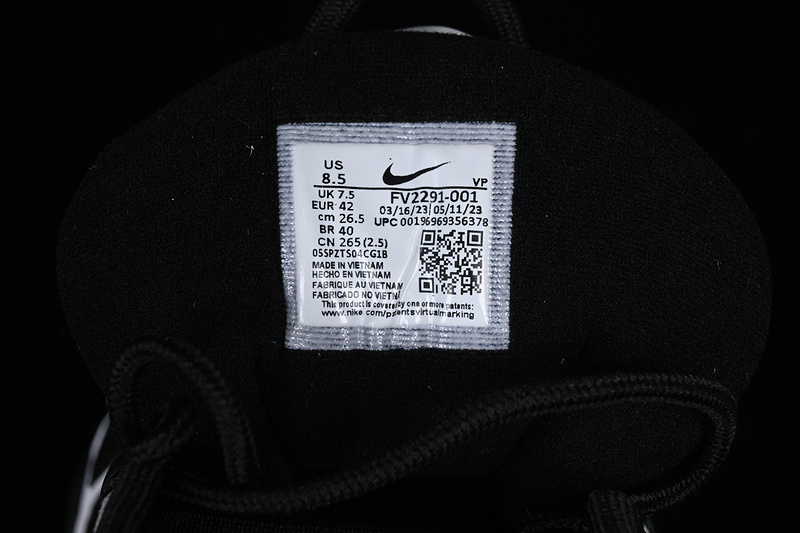 US
8.5
VP
UK 7.5
FV2291-001
EUR 42
03/16/23 05/11/23
cm 26.5
UPC 00196969356378
BR 40
CN 265 (2.5)
05SPZTS04CG1B
MADE IN VIETNAM
HECHO EN VIETNAM
FABRIQUE AU VIETNAM
FABRICADO NO VIETNA
This product is covered by one or more patents:
www.nike.com/patentsvirtualmarking